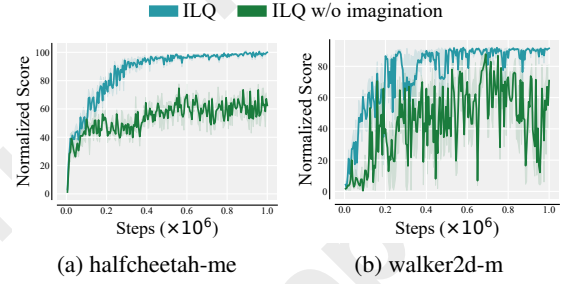 ILQ ILQ w/o imagination
Normalized Score
100
80
60
40
20
0
0.0 0.2 0.4 0.6 0.8 1.0
Steps (×10⁶)
(a) halfcheetah-me
Normalized Score
80
60
40
20
0
0.0 0.2 0.4 0.6 0.8 1.0
Steps (×10⁶)
(b) walker2d-m